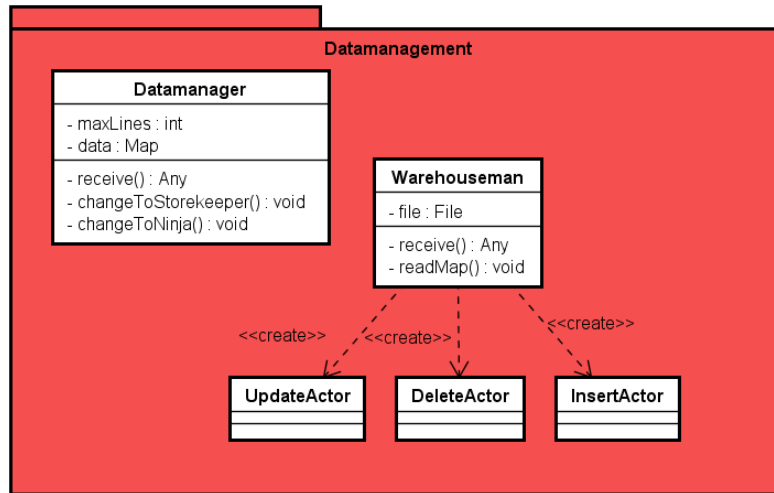 Datamanagement
Datamanager
- maxLines : int
- data : Map
- receive() : Any
- changeToStorekeeper() : void
- changeToNinja() : void
Warehouseman
- file : File
- receive() : Any
- readMap() : void
<<create>>
<<create>>
<<create>>
UpdateActor
DeleteActor
InsertActor